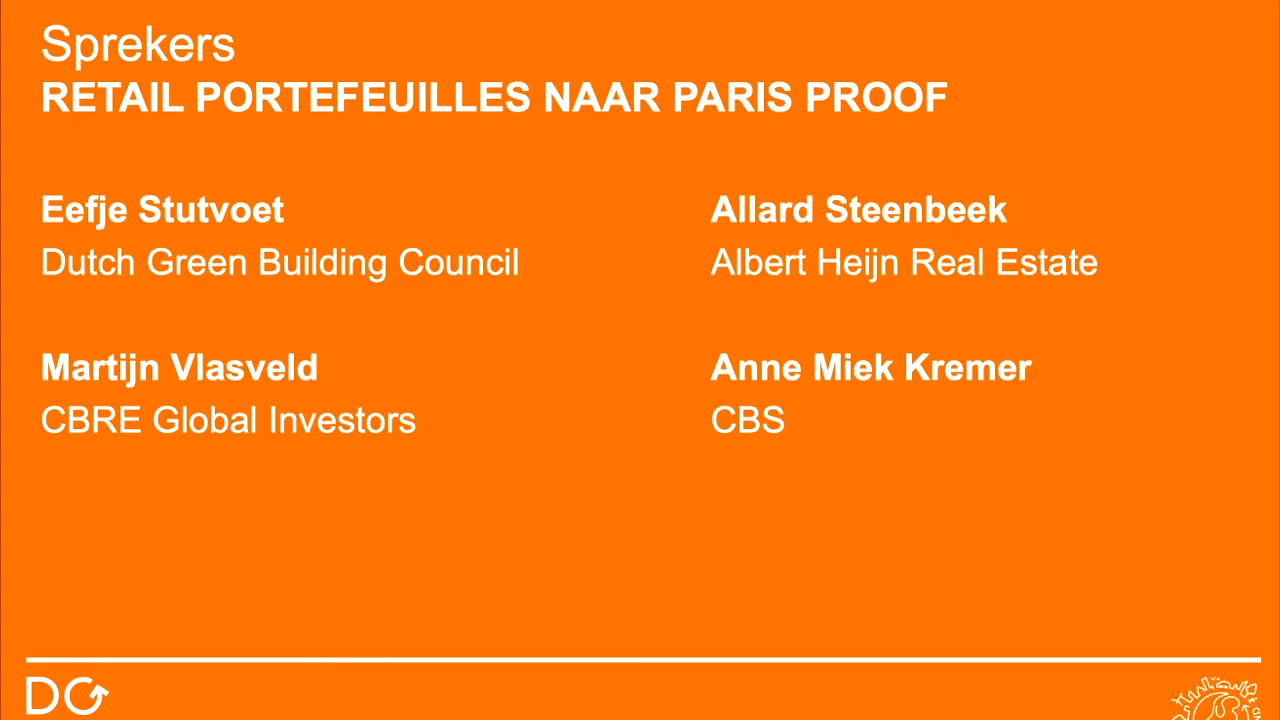 Sprekers
RETAIL PORTEFEUILLES NAAR PARIS PROOF
Eefje Stutvoet
Dutch Green Building Council
Allard Steenbeek
Albert Heijn Real Estate
Martijn Vlasveld
CBRE Global Investors
Anne Miek Kremer
CBS